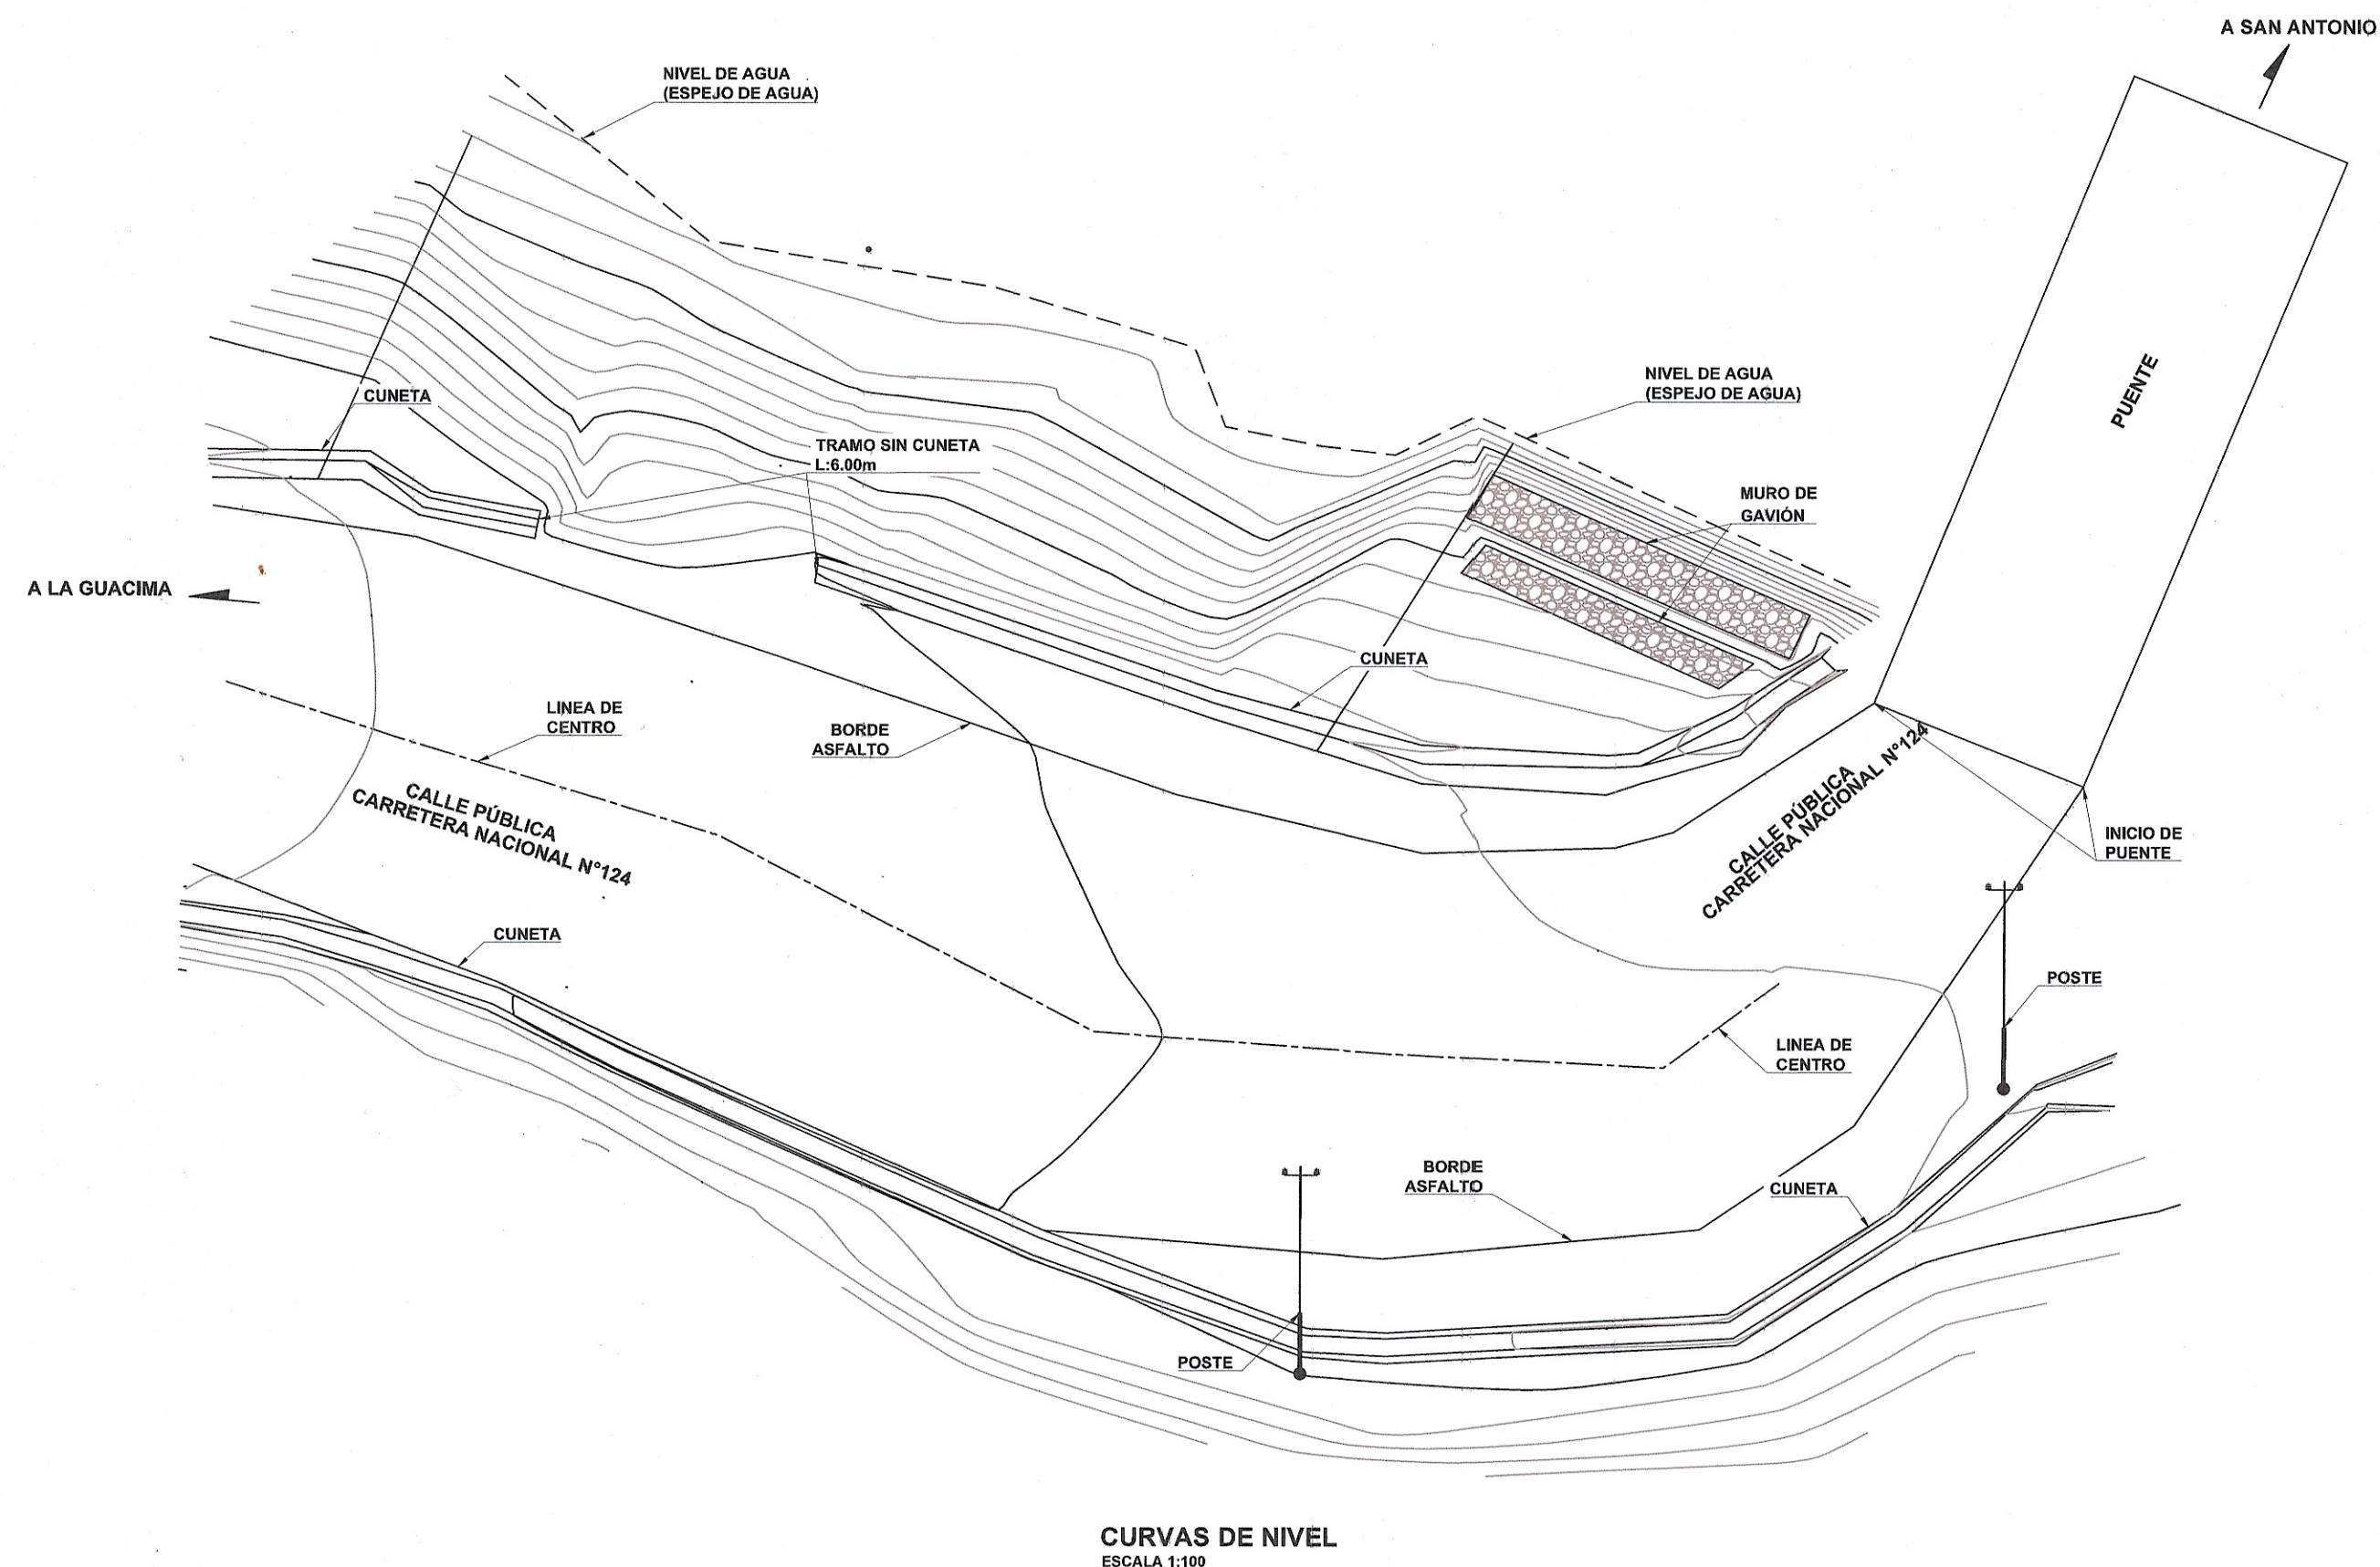 A SAN ANTONIO
NIVEL DE AGUA
(ESPEJO DE AGUA)
NIVEL DE AGUA
(ESPEJO DE AGUA)
PUENTE
CUNETA
TRAMO SIN CUNETA
L:6.00m
MURO DE
GAVIÓN
A LA GUACIMA
CUNETA
LINEA DE
CENTRO
BORDE
ASFALTO
CALLE PÚBLICA
CARRETERA NACIONAL N°124
CALLE PÚBLICA
CARRETERA NACIONAL N°124
INICIO DE
PUENTE
CUNETA
POSTE
LINEA DE
CENTRO
BORDE
ASFALTO
CUNETA
POSTE
CURVAS DE NIVEL
ESCALA 1:100